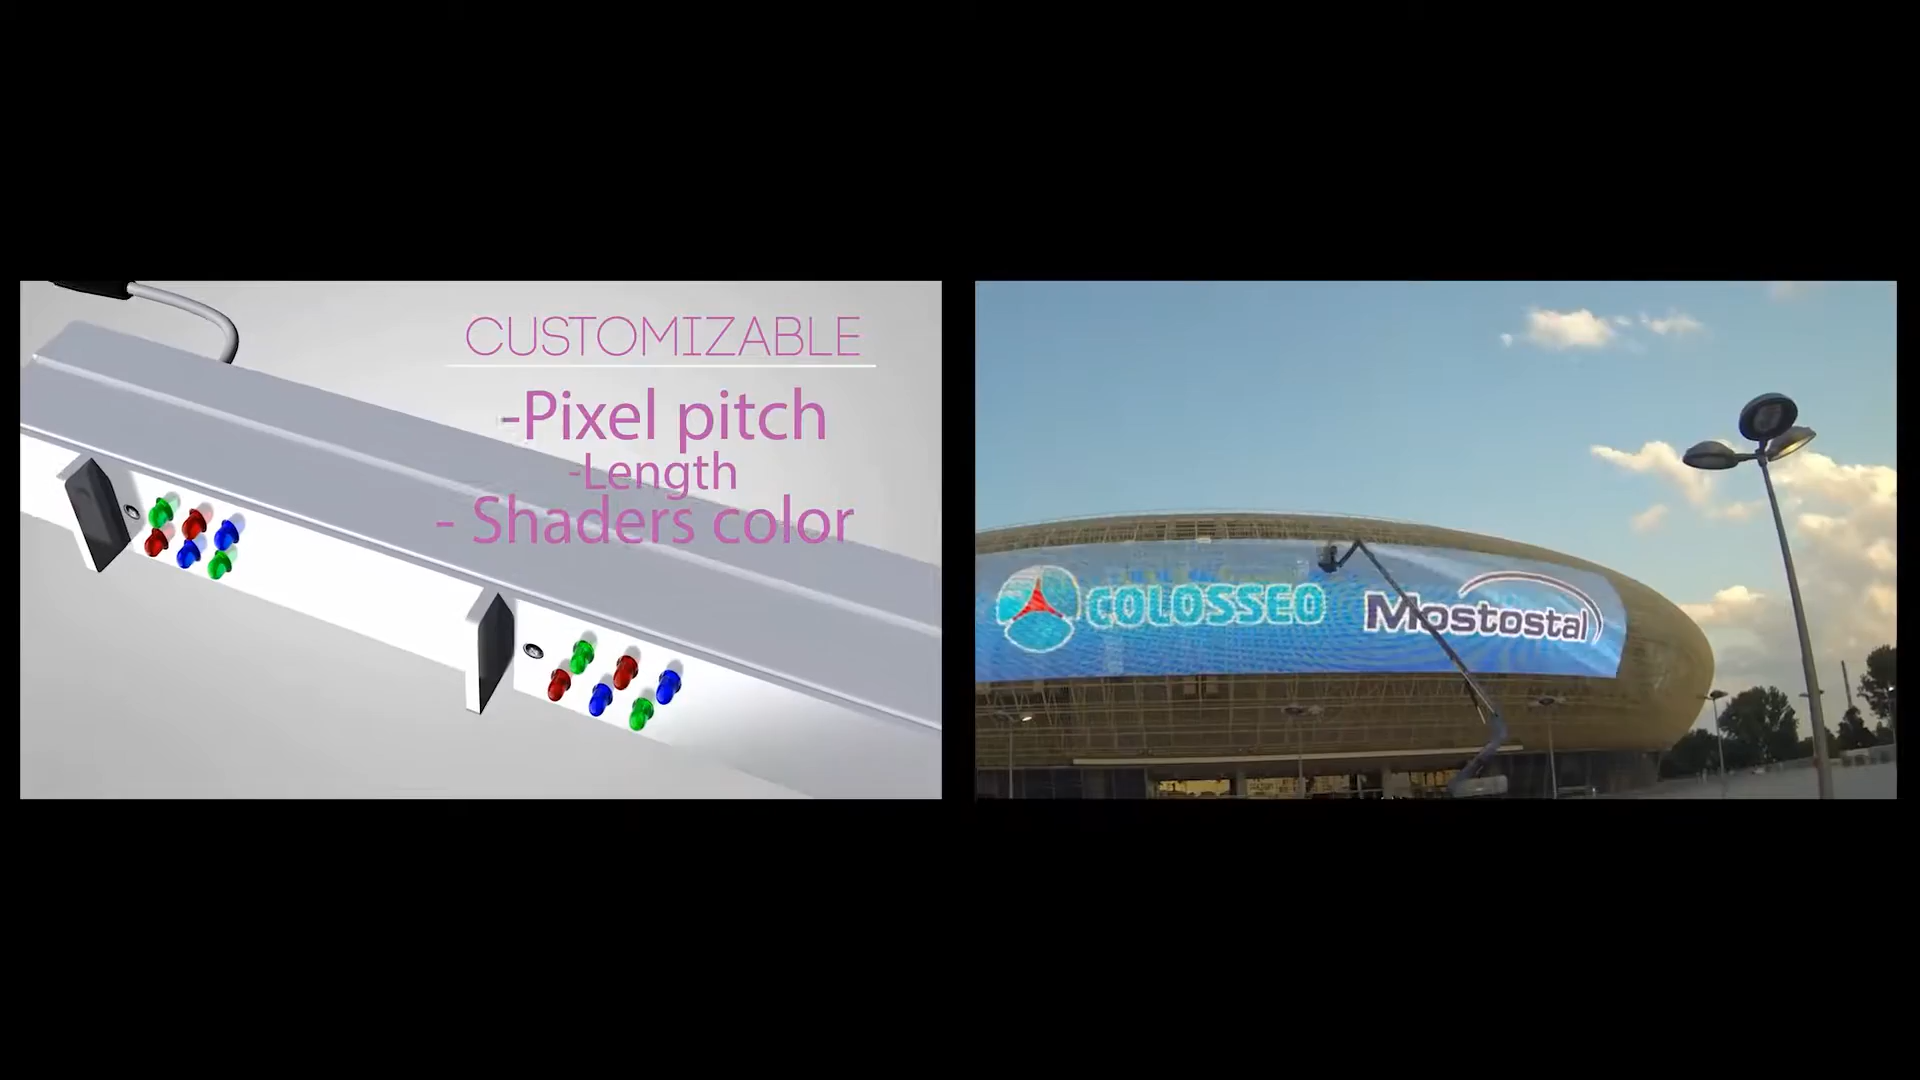 CUSTOMIZABLE
-Pixel pitch
-Length
- Shaders color
COLOSSEO
Mostostal